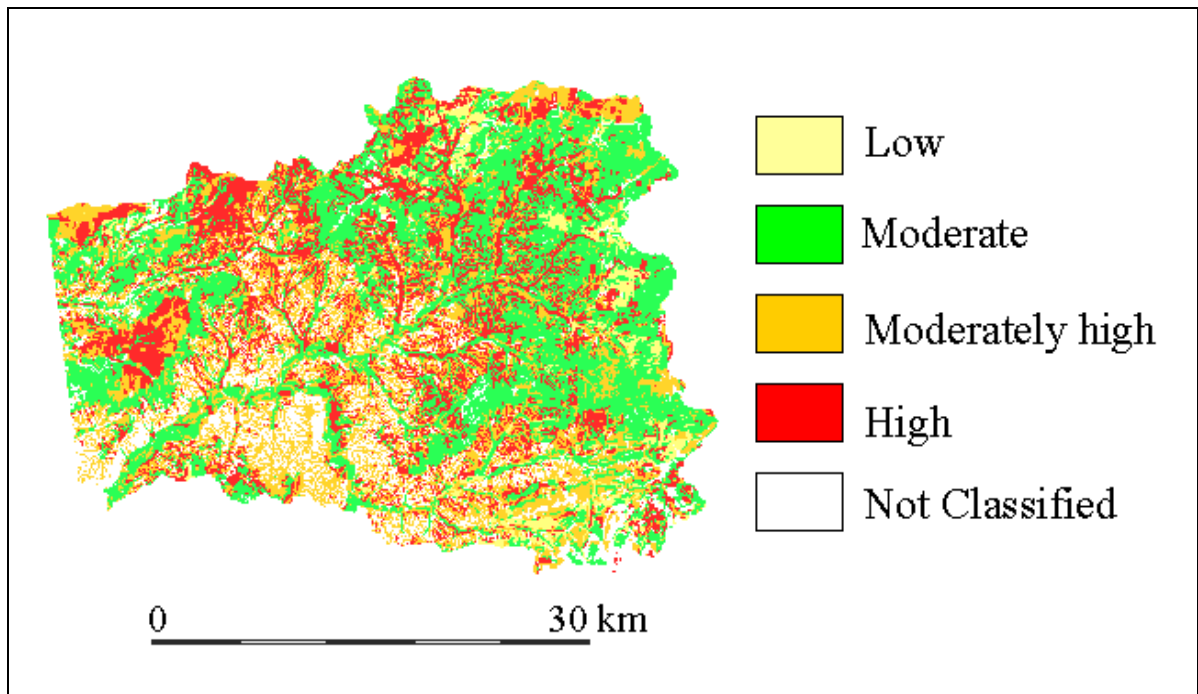 Low
Moderate
Moderately high
High
Not Classified
0 30 km